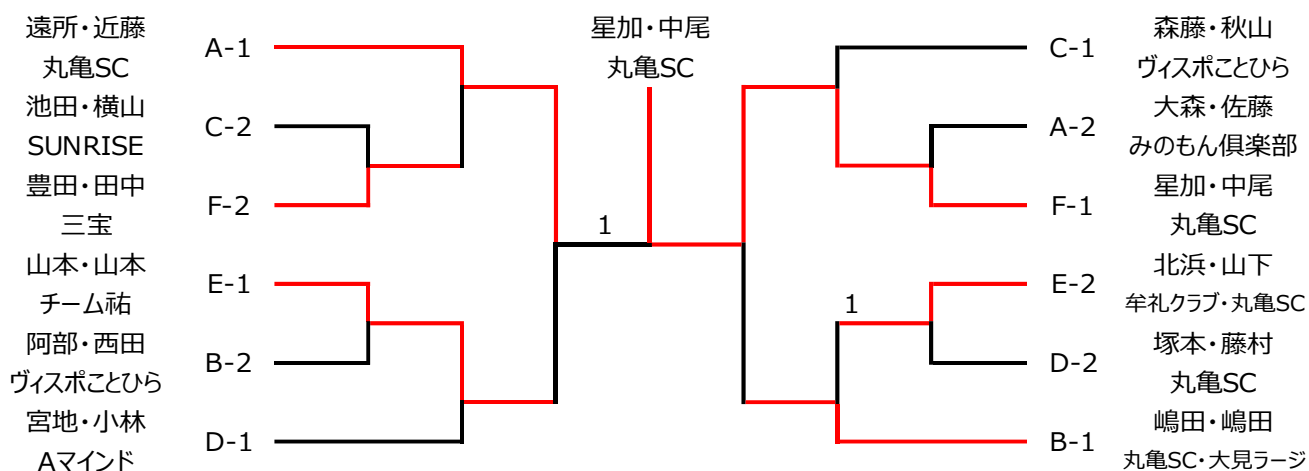 遠所・近藤
丸亀SC
A-1
池田・横山
SUNRISE
C-2
豊田・田中
三宝
F-2
山本・山本
チーム祐
E-1
阿部・西田
ヴィスポことひら
B-2
宮地・小林
Aマインド
D-1
星加・中尾
丸亀SC
1
1
森藤・秋山
ヴィスポことひら
C-1
大森・佐藤
みのもん倶楽部
A-2
星加・中尾
丸亀SC
F-1
北浜・山下
牟礼クラブ・丸亀SC
E-2
塚本・藤村
丸亀SC
D-2
嶋田・嶋田
丸亀SC・大見ラージ
B-1